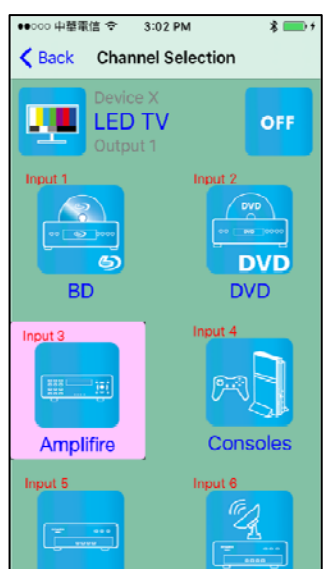 中華電信 3:02 PM
Back Channel Selection
Device X
LED TV
Output 1
OFF
Input 1 Input 2
DVD
DVD
BD DVD
Input 3 Input 4
Amplifire Consoles
Input 5 Input 6